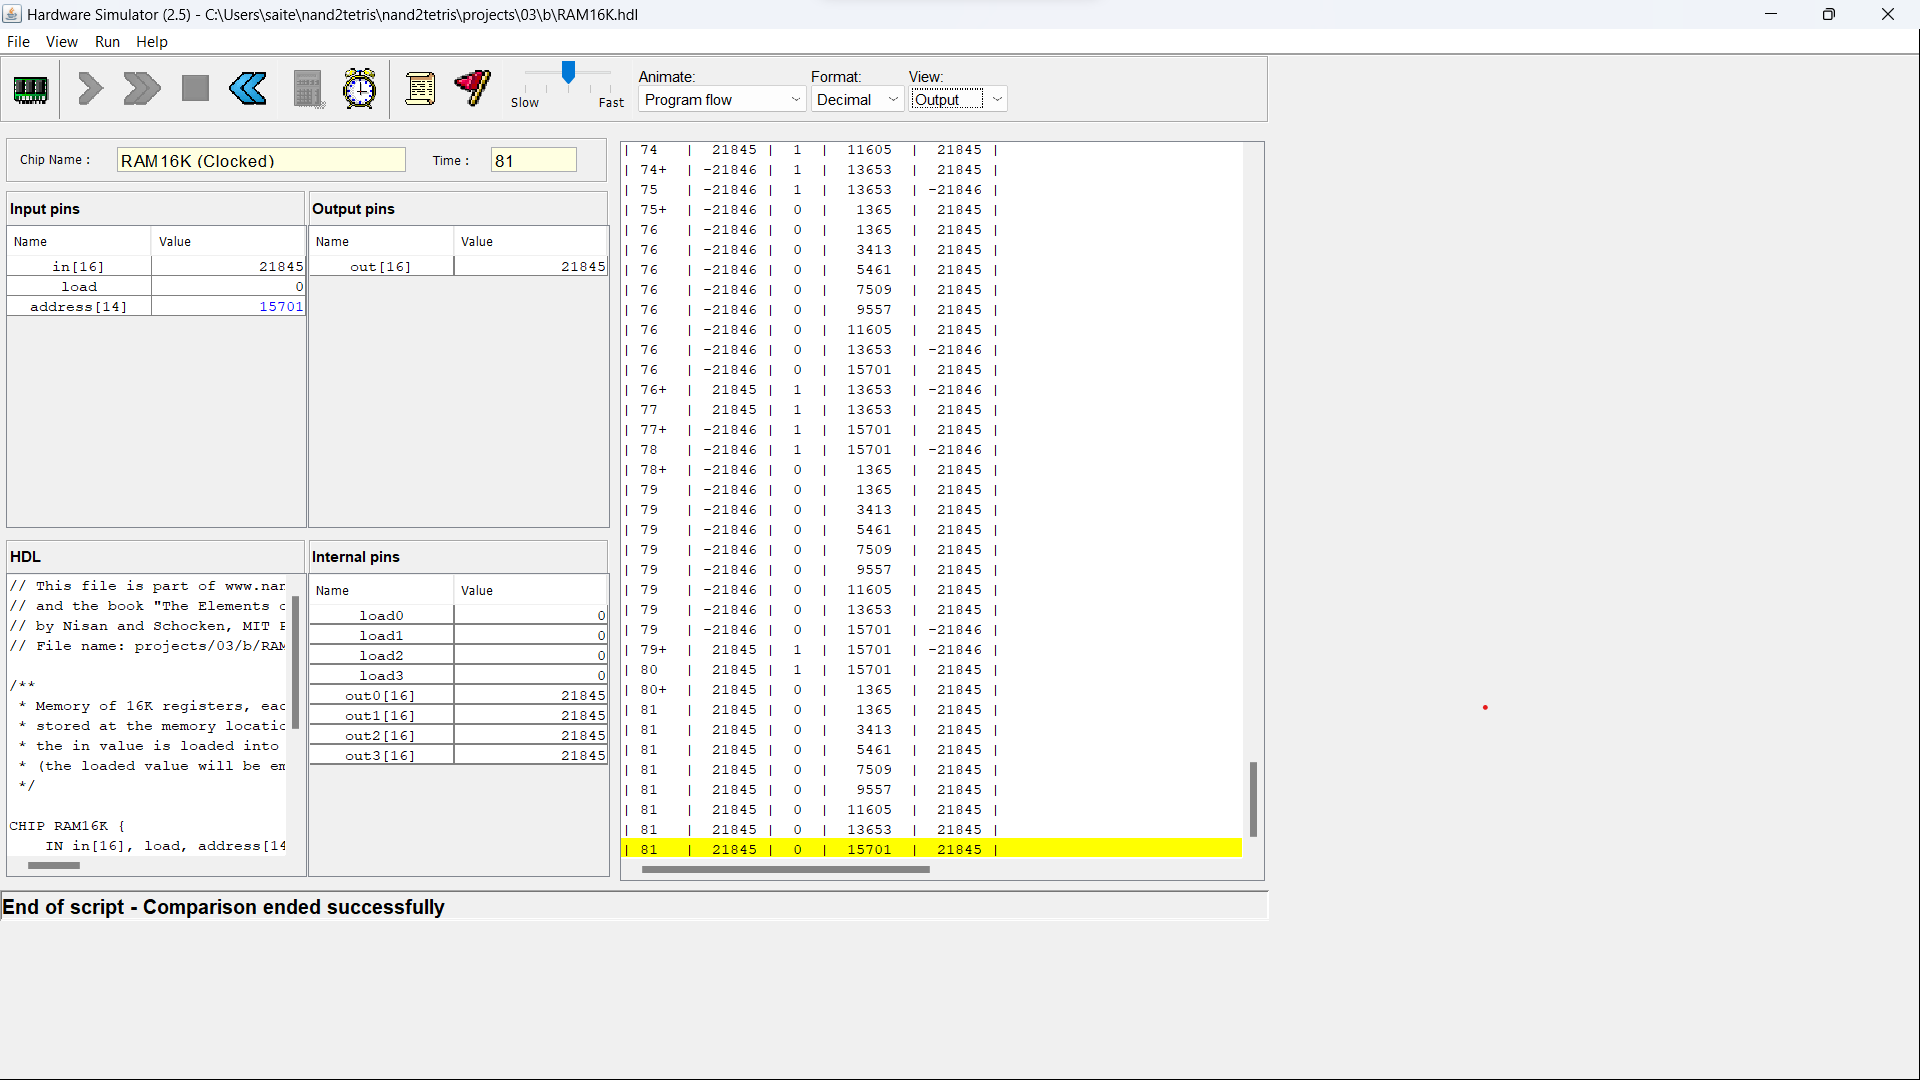 Hardware Simulator (2.5) - C:\Users\saite\nand2tetris\nand2tetris\projects\03\b\RAM16K.hdl
File View Run Help
Slow Fast
Animate:
Program flow
Format:
Decimal
View:
Output
Chip Name : RAM16K (Clocked) Time : 81
Input pins
Name Value
in[16] 21845
load 0
address[14] 15701
Output pins
Name Value
out[16] 21845
HDL
// This file is part of www.nan
// and the book "The Elements o
// by Nisan and Schocken, MIT P
// File name: projects/03/b/RAM
/**
* Memory of 16K registers, eac
* stored at the memory locatio
* the in value is loaded into
* (the loaded value will be em
*/
CHIP RAM16K {
IN in[16], load, address[14
Internal pins
Name Value
load0 0
load1 0
load2 0
load3 0
out0[16] 21845
out1[16] 21845
out2[16] 21845
out3[16] 21845
| 74 | 21845 | 1 | 11605 | 21845 |
| 74+ | -21846 | 1 | 13653 | 21845 |
| 75 | -21846 | 1 | 13653 | -21846 |
| 75+ | -21846 | 0 | 1365 | 21845 |
| 76 | -21846 | 0 | 1365 | 21845 |
| 76 | -21846 | 0 | 3413 | 21845 |
| 76 | -21846 | 0 | 5461 | 21845 |
| 76 | -21846 | 0 | 7509 | 21845 |
| 76 | -21846 | 0 | 9557 | 21845 |
| 76 | -21846 | 0 | 11605 | 21845 |
| 76 | -21846 | 0 | 13653 | -21846 |
| 76 | -21846 | 0 | 15701 | 21845 |
| 76+ | 21845 | 1 | 13653 | -21846 |
| 77 | 21845 | 1 | 13653 | 21845 |
| 77+ | -21846 | 1 | 15701 | 21845 |
| 78 | -21846 | 1 | 15701 | -21846 |
| 78+ | -21846 | 0 | 1365 | 21845 |
| 79 | -21846 | 0 | 1365 | 21845 |
| 79 | -21846 | 0 | 3413 | 21845 |
| 79 | -21846 | 0 | 5461 | 21845 |
| 79 | -21846 | 0 | 7509 | 21845 |
| 79 | -21846 | 0 | 9557 | 21845 |
| 79 | -21846 | 0 | 11605 | 21845 |
| 79 | -21846 | 0 | 13653 | 21845 |
| 79 | -21846 | 0 | 15701 | -21846 |
| 79+ | 21845 | 1 | 15701 | -21846 |
| 80 | 21845 | 1 | 15701 | 21845 |
| 80+ | 21845 | 0 | 1365 | 21845 |
| 81 | 21845 | 0 | 1365 | 21845 |
| 81 | 21845 | 0 | 3413 | 21845 |
| 81 | 21845 | 0 | 5461 | 21845 |
| 81 | 21845 | 0 | 7509 | 21845 |
| 81 | 21845 | 0 | 9557 | 21845 |
| 81 | 21845 | 0 | 11605 | 21845 |
| 81 | 21845 | 0 | 13653 | 21845 |
| 81 | 21845 | 0 | 15701 | 21845 |
End of script - Comparison ended successfully